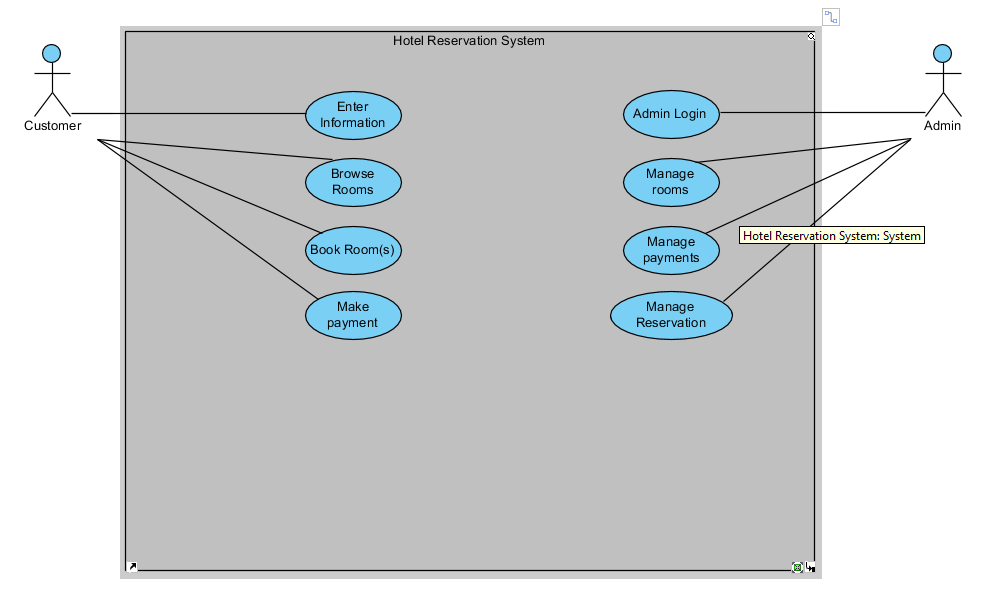 Hotel Reservation System
Customer
Enter
Information
Browse
Rooms
Book Room(s)
Make
payment
Admin Login
Manage
rooms
Manage
payments
Manage
Reservation
Admin
Hotel Reservation System: System